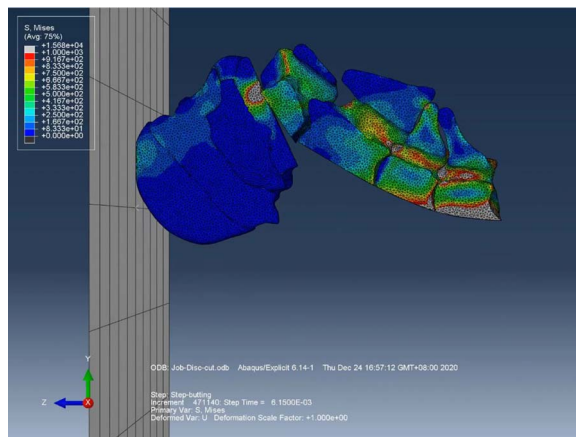 S, Mises
(Avg: 75%)
+1.568e+04
+1.000e+03
+9.167e+02
+8.333e+02
+7.500e+02
+6.667e+02
+5.833e+02
+5.000e+02
+4.167e+02
+3.333e+02
+2.500e+02
+1.667e+02
+8.333e+01
+0.000e+00
Y
Z
X
ODB: Job-Disc-cut.odb Abaqus/Explicit 6.14-1 Thu Dec 24 16:57:12 GMT+08:00 2020
Step: Step-butting
Increment 471140: Step Time = 6.1500E-03
Primary Var: S, Mises
Deformed Var: U Deformation Scale Factor: +1.000e+00